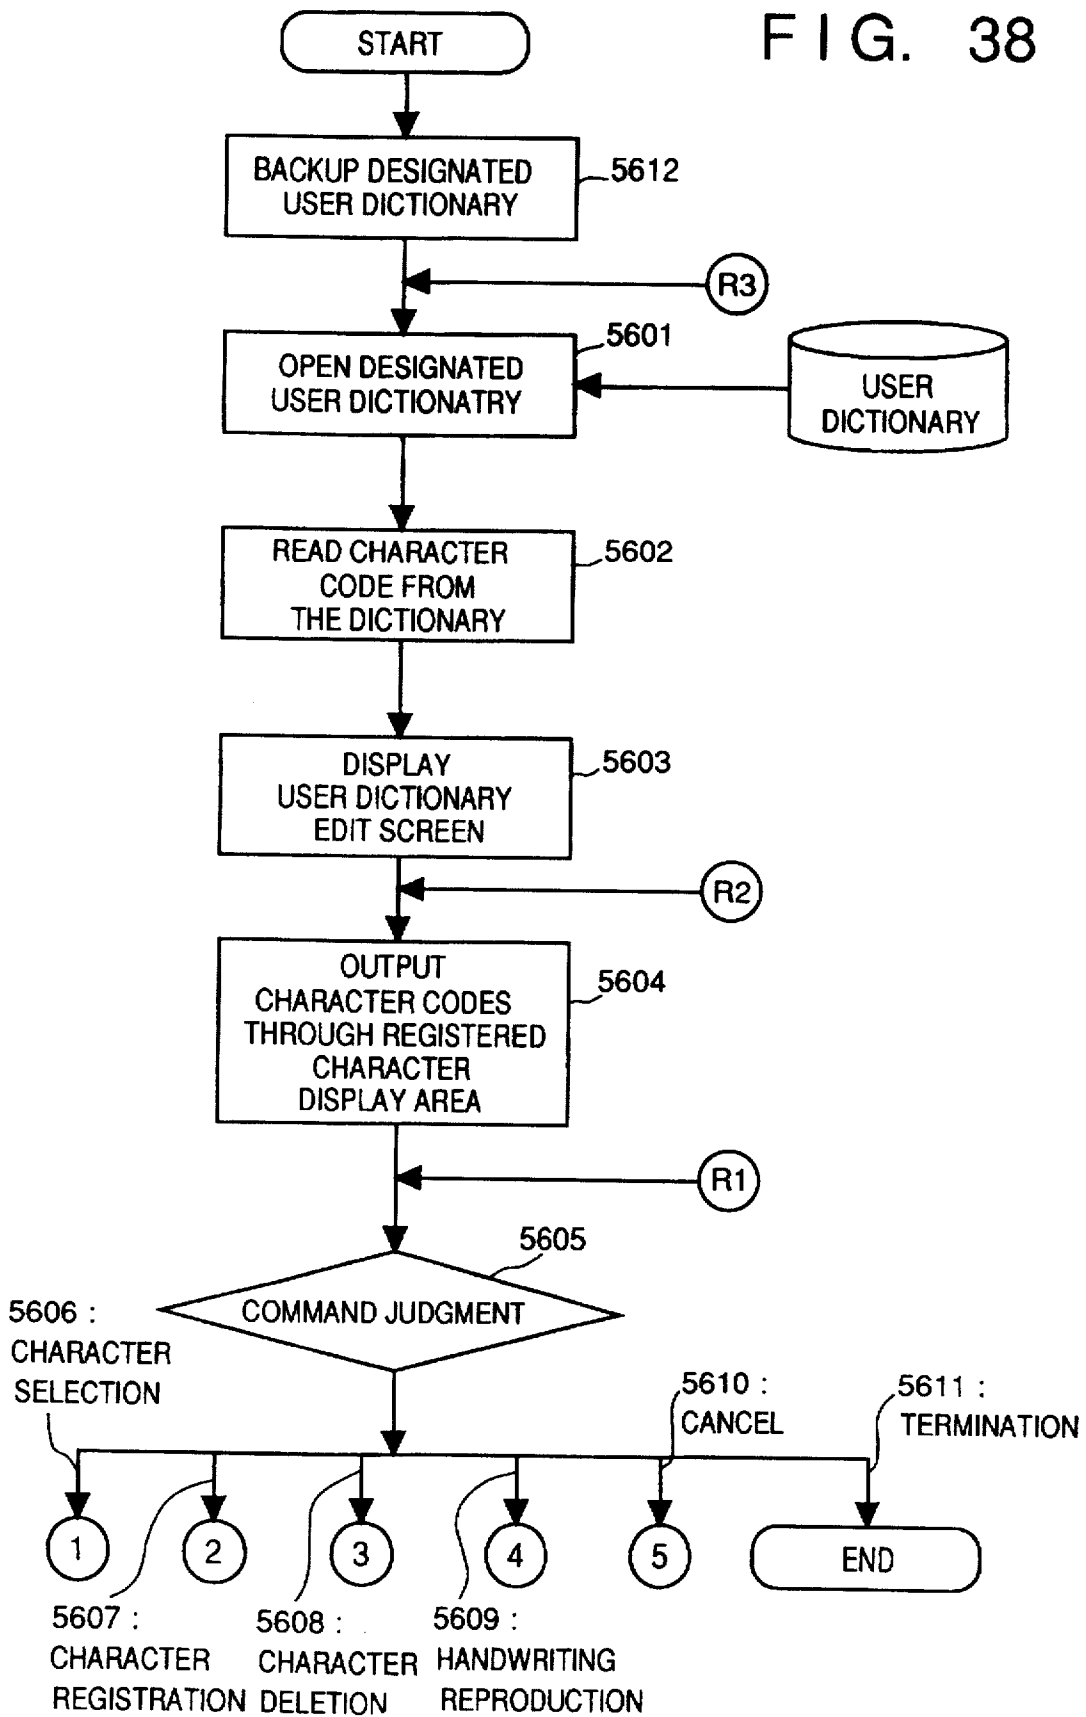 FIG. 38
START
BACKUP DESIGNATED
USER DICTIONARY
5612
R3
5601
OPEN DESIGNATED
USER DICTIONATRY
USER
DICTIONARY
READ CHARACTER
CODE FROM
THE DICTIONARY
5602
DISPLAY
USER DICTIONARY
EDIT SCREEN
5603
R2
OUTPUT
CHARACTER CODES
THROUGH REGISTERED
CHARACTER
DISPLAY AREA
5604
R1
5605
COMMAND JUDGMENT
5606 :
CHARACTER
SELECTION
5610 :
CANCEL
5611 :
TERMINATION
1
2
3
4
5
END
5607 :
CHARACTER
REGISTRATION
5608 :
CHARACTER
DELETION
5609 :
HANDWRITING
REPRODUCTION